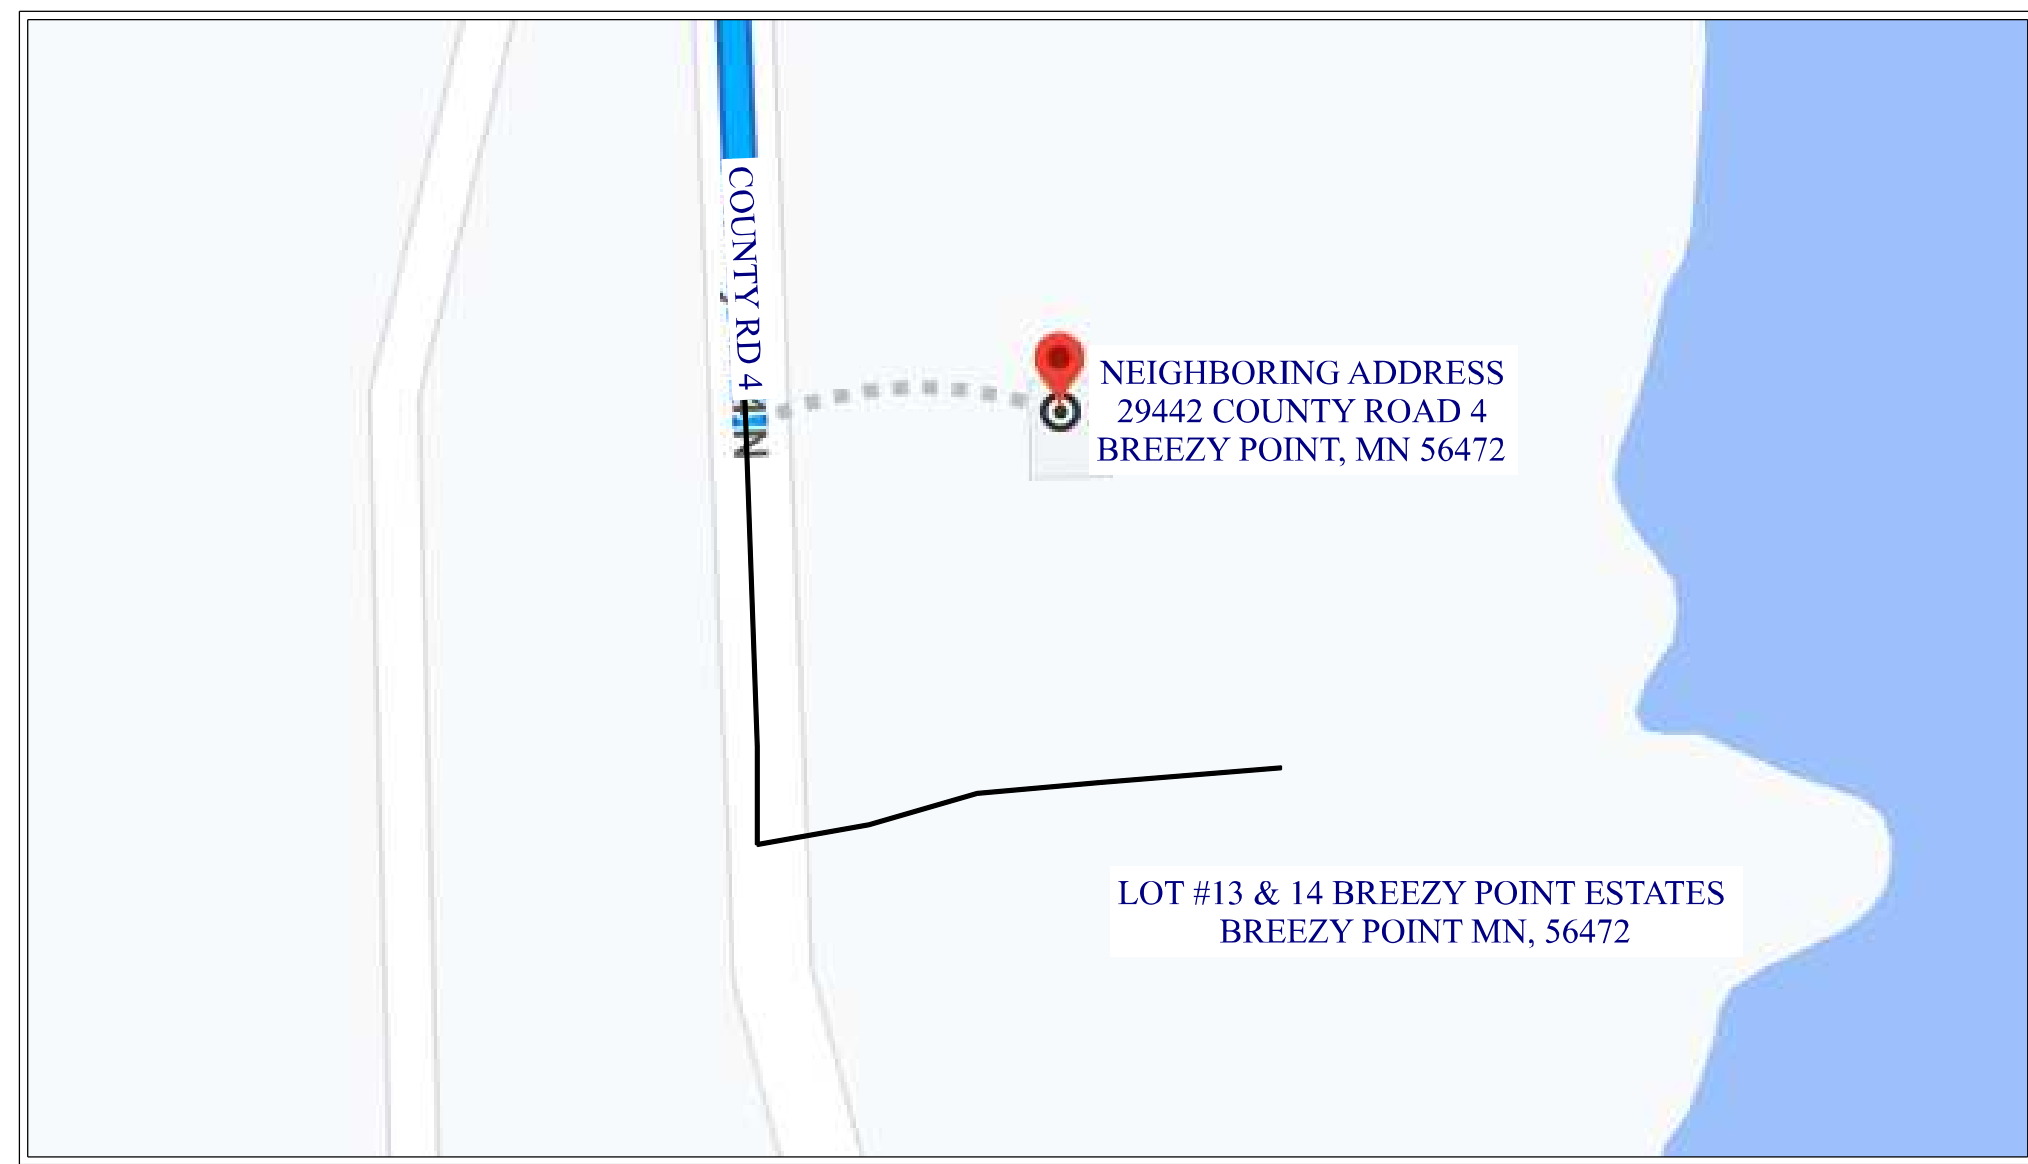 COUNTY RD 4
NEIGHBORING ADDRESS
29442 COUNTY ROAD 4
BREEZY POINT, MN 56472
LOT #13 & 14 BREEZY POINT ESTATES
BREEZY POINT MN, 56472